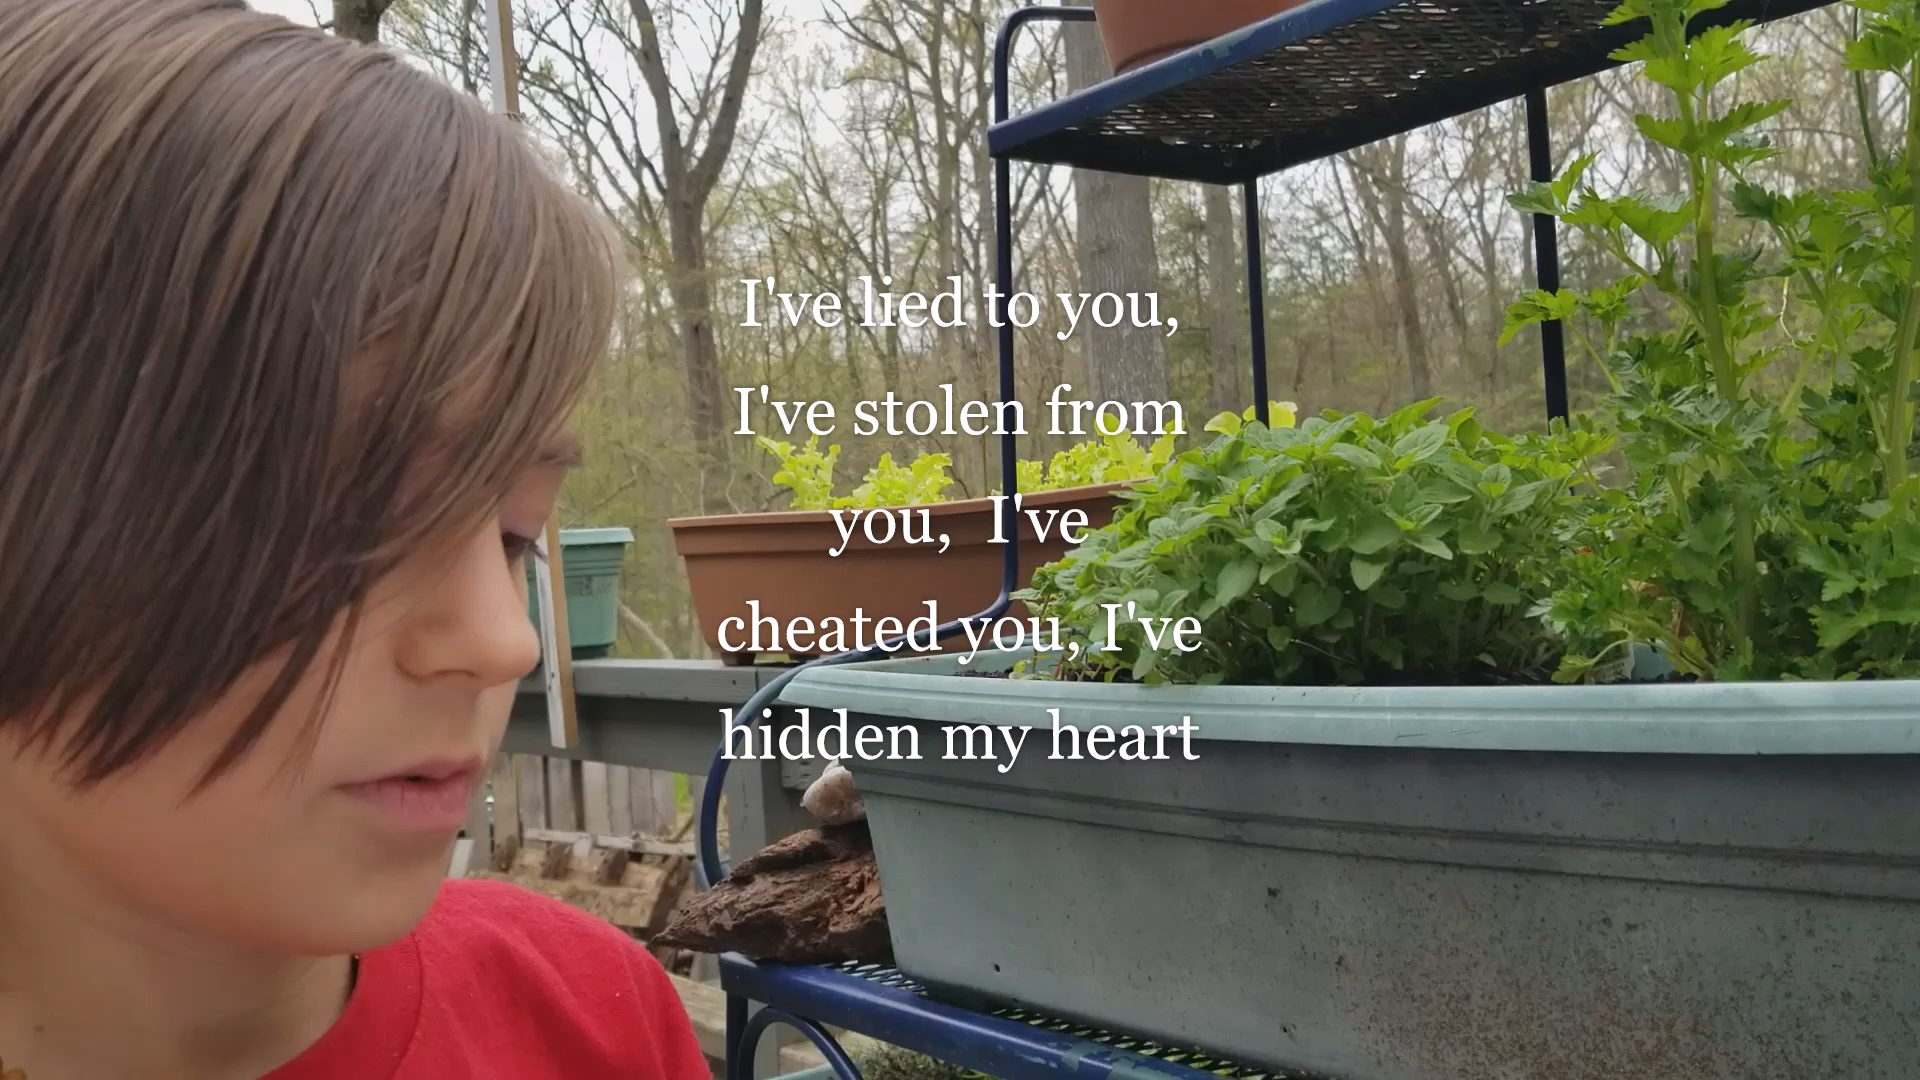 I've lied to you,
I've stolen from
you,  I've
cheated you, I've
hidden my heart